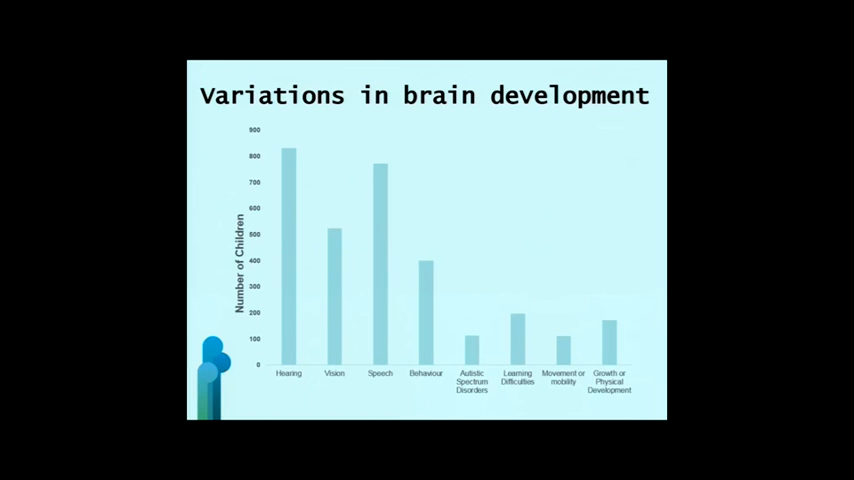 Variations in brain development
900
800
700
600
500
400
300
200
100
0
Number of Children
Hearing
Vision
Speech
Behaviour
Autistic
Spectrum
Disorders
Learning
Difficulties
Movement or
mobility
Growth or
Physical
Development